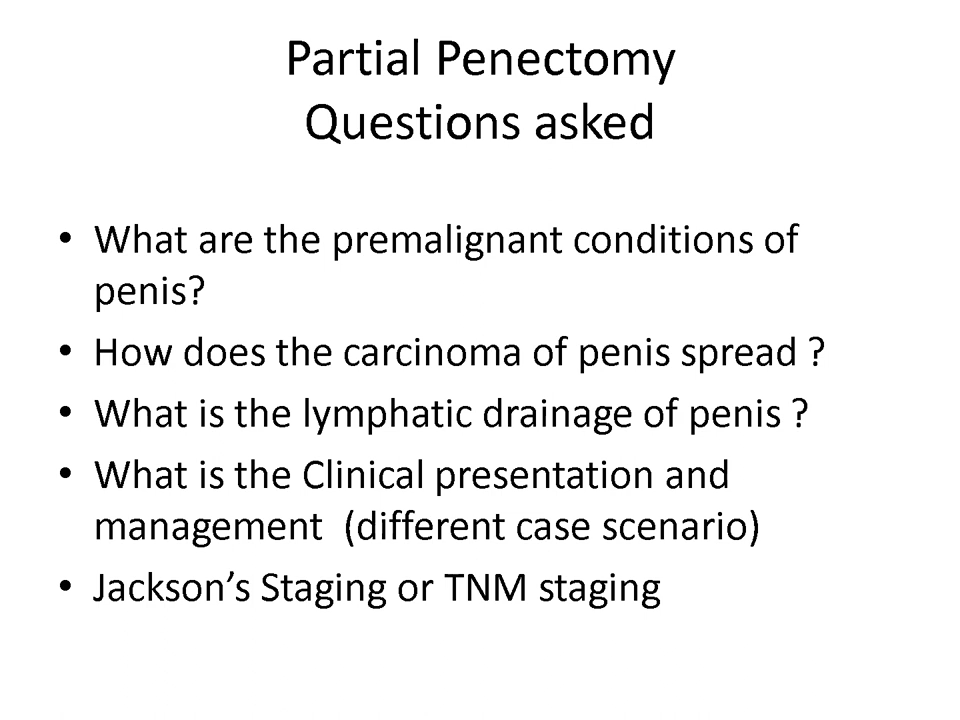 Partial Penectomy
Questions asked
• What are the premalignant conditions of
penis?
• How does the carcinoma of penis spread ?
• What is the lymphatic drainage of penis ?
• What is the Clinical presentation and
management  (different case scenario)
• Jackson’s Staging or TNM staging